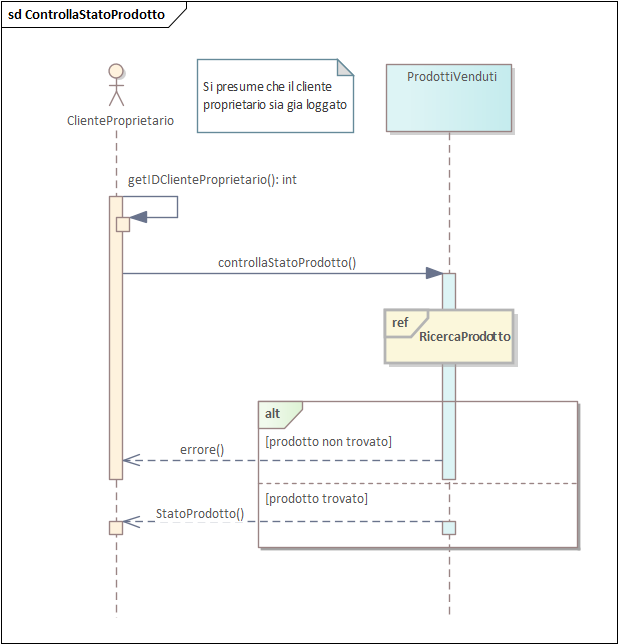 sd ControllaStatoProdotto
ClienteProprietario
Si presume che il cliente
proprietario sia gia loggato
ProdottiVenduti
getIDClienteProprietario(): int
controllaStatoProdotto()
ref
RicercaProdotto
alt
[prodotto non trovato]
errore()
[prodotto trovato]
StatoProdotto()